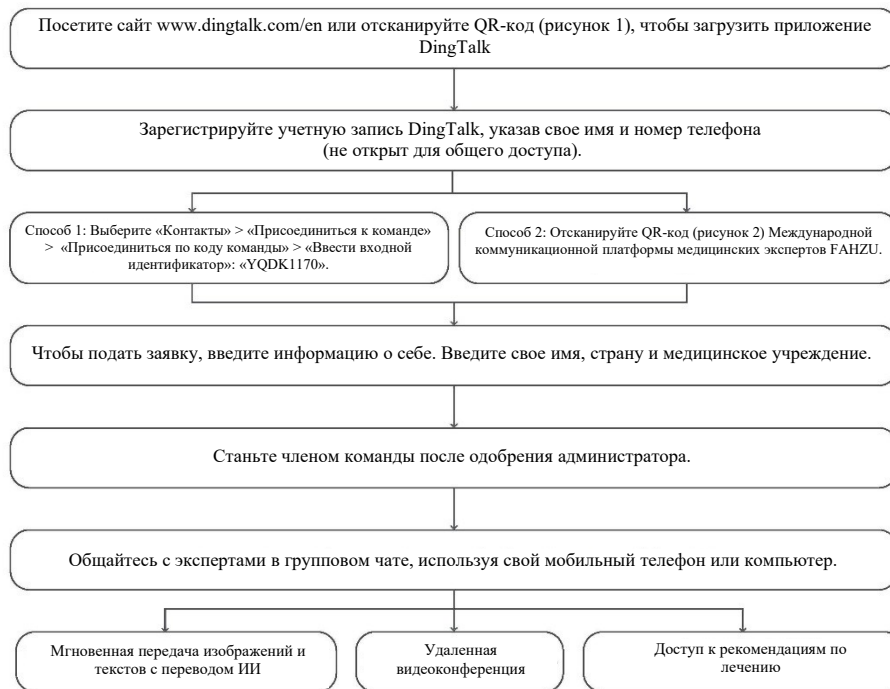 Посетите сайт www.dingtalk.com/en или отсканируйте QR-код (рисунок 1), чтобы загрузить приложение
DingTalk
Зарегистрируйте учетную запись DingTalk, указав свое имя и номер телефона
(не открыт для общего доступа).
Способ 1: Выберите «Контакты» > «Присоединиться к команде»
> «Присоединиться по коду команды» > «Ввести входной
идентификатор»: «YQDK1170».
Способ 2: Отсканируйте QR-код (рисунок 2) Международной
коммуникационной платформы медицинских экспертов FAHZU.
Чтобы подать заявку, введите информацию о себе. Введите свое имя, страну и медицинское учреждение.
Станьте членом команды после одобрения администратора.
Общайтесь с экспертами в групповом чате, используя свой мобильный телефон или компьютер.
Мгновенная передача изображений и
текстов с переводом ИИ
Удаленная
видеоконференция
Доступ к рекомендациям по
лечению